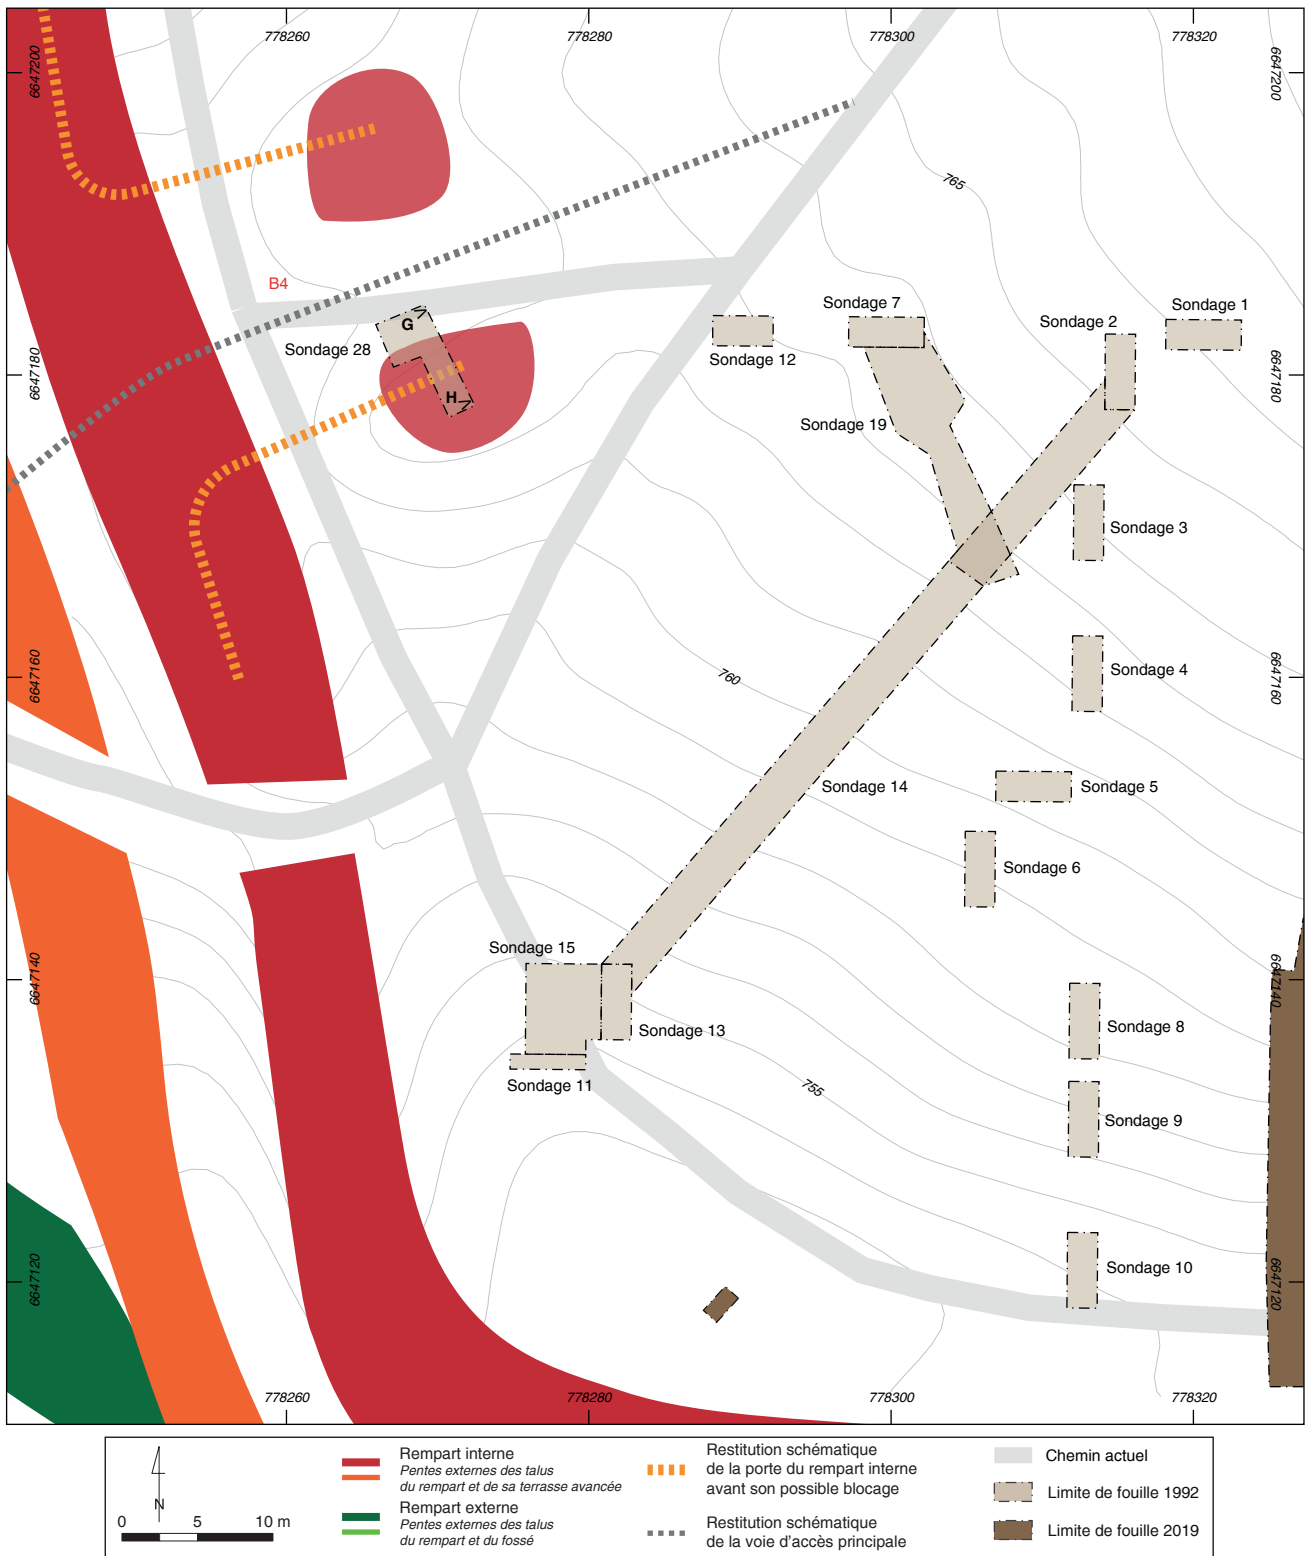 778260
778280
778300
778320
6647200
6647200
765
B4
Sondage 7
Sondage 1
Sondage 2
G
Sondage 28
Sondage 12
6647180
6647180
H
Sondage 19
Sondage 3
6647160
6647160
760
Sondage 4
Sondage 14
Sondage 5
Sondage 6
Sondage 15
6647140
6647140
Sondage 13
Sondage 8
Sondage 11
755
Sondage 9
6647120
6647120
Sondage 10
778260
778280
778300
778320
N
0 5 10 m
Rempart interne
Pentes externes des talus
du rempart et de sa terrasse avancée
Rempart externe
Pentes externes des talus
du rempart et du fossé
Restitution schématique
de la porte du rempart interne
avant son possible blocage
Restitution schématique
de la voie d'accès principale
Chemin actuel
Limite de fouille 1992
Limite de fouille 2019